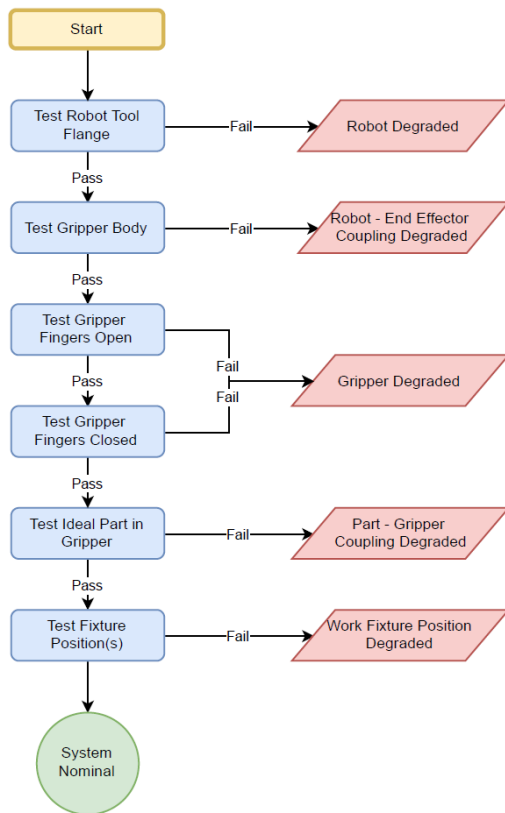 Start
Test Robot Tool
Flange
Fail
Robot Degraded
Pass
Test Gripper Body
Fail
Robot - End Effector
Coupling Degraded
Pass
Test Gripper
Fingers Open
Fail
Pass
Gripper Degraded
Fail
Test Gripper
Fingers Closed
Pass
Test Ideal Part in
Gripper
Fail
Part - Gripper
Coupling Degraded
Pass
Test Fixture
Position(s)
Fail
Work Fixture Position
Degraded
System
Nominal